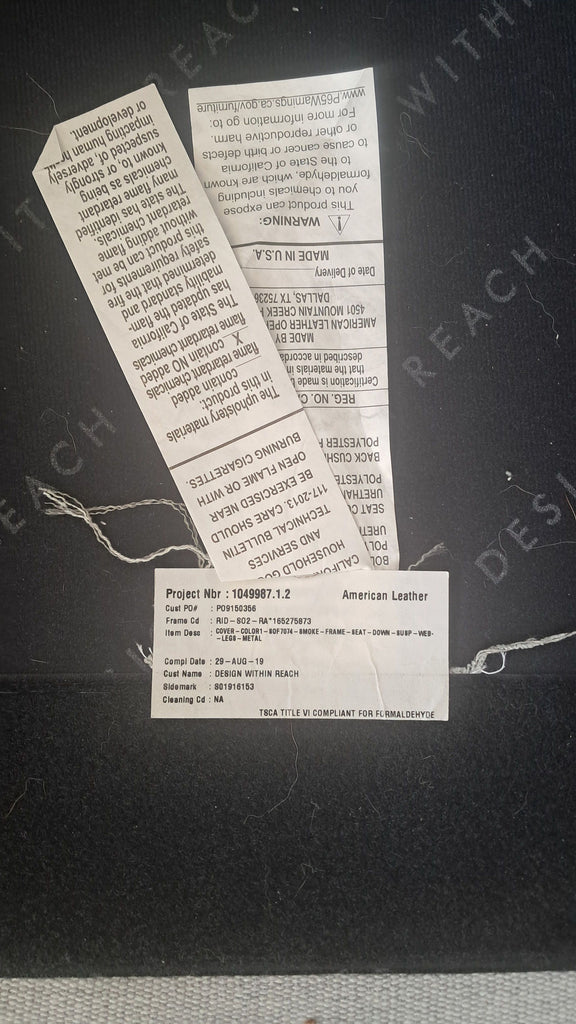 WITHIN REACH
REACH
WITHI
REACH
REACH
DESI
The upholstery materials
in this product:
contain added
flame retardant chemicals
X contain NO added
flame retardant chemicals
The State of California
has updated the flam-
mability standard and
determined that the fire
safety requirements for
this product can be met
without adding flame
retardant chemicals.
The state has identified
many flame retardant
chemicals as being
known to, or strongly
suspected of adversely
impacting human
or development.
HOUSEHOLD
AND SERVICES
TECHNICAL BULLETIN
117-2013. CARE SHOULD
BE EXERCISED NEAR
OPEN FLAME OR WITH
BURNING CIGARETTES.
SEAT
BACK CUSHI
POLYESTER
REG. NO.
Certification is made
that the materials in
described in accorda
MADE BY
AMERICAN LEATHER OPER
4501 MOUNTAIN CREEK
DALLAS, TX 75236
Date of Delivery
MADE IN U.S.A.
WARNING:
This product can expose
you to chemicals including
formaldehyde, which are known
to the State of California
to cause cancer or birth defects
or other reproductive harm.
For more information go to:
www.P65Warnings.ca.gov/furniture
Project Nbr : 1049987.1.2 American Leather
Cust PO# : P09150356
Frame Cd : RID-SO2-RA*165275873
Item Desc : COVER-COLOR1-SOF7074-SMOKE-FRAME-SEAT-DOWN-SUSP-WEB-
-LEGS-METAL
Compl Date : 29-AUG-19
Cust Name : DESIGN WITHIN REACH
Sidemark : S01916153
Cleaning Cd : NA
TSCA TITLE VI COMPLIANT FOR FORMALDEHYDE